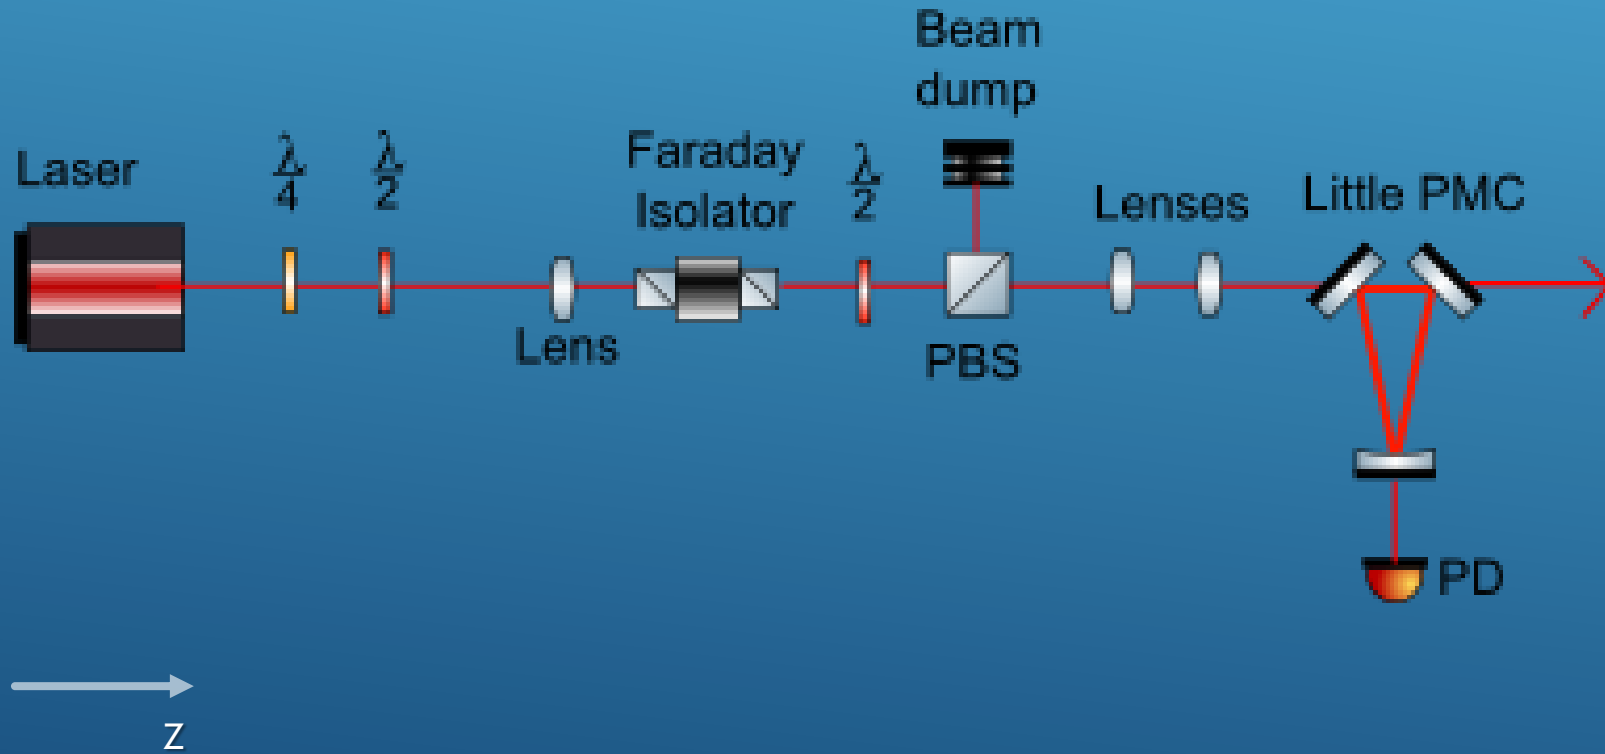 Beam
dump
Laser
λ/4
λ/2
Faraday
Isolator
λ/2
Lenses
Little PMC
Lens
PBS
PD
z